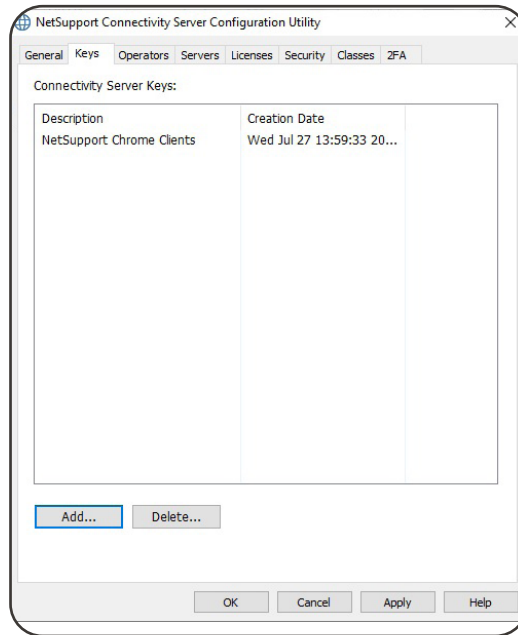 NetSupport Connectivity Server Configuration Utility
General Keys Operators Servers Licenses Security Classes 2FA
Connectivity Server Keys:
Description Creation Date
NetSupport Chrome Clients Wed Jul 27 13:59:33 20...
Add... Delete...
OK Cancel Apply Help